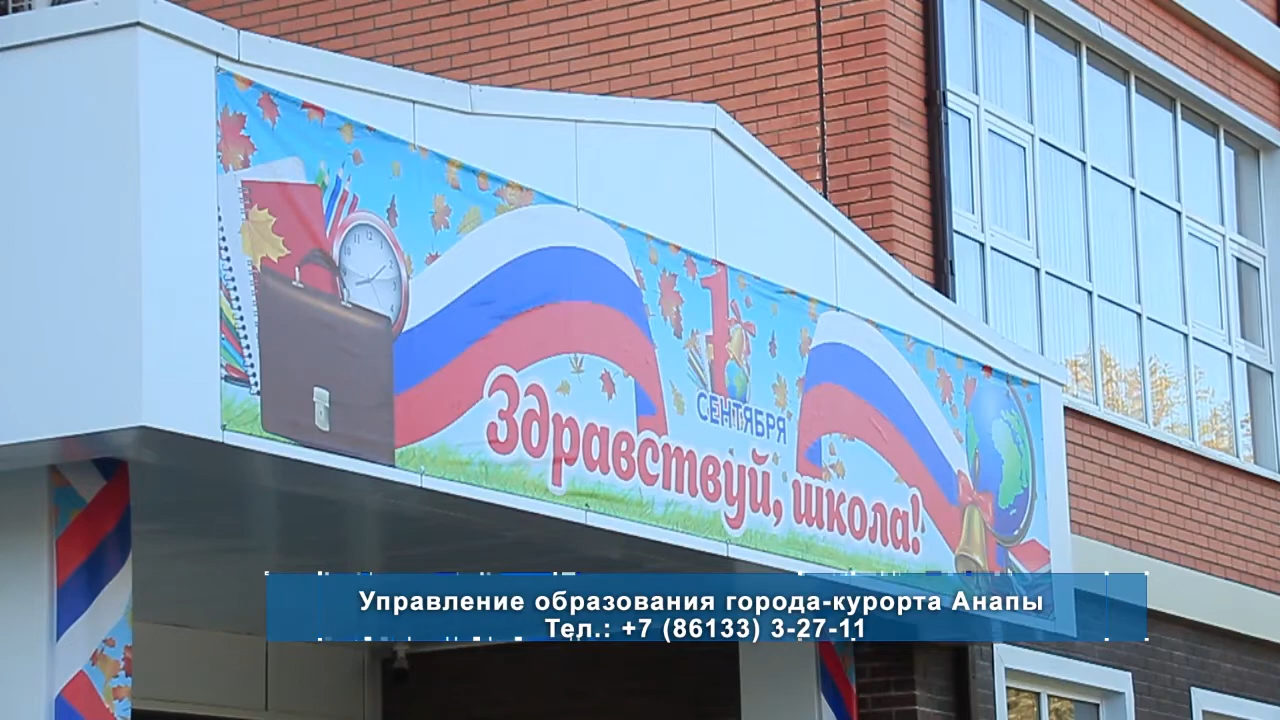 1
СЕНТЯБРЯ
Здравствуй, школа!
Управление образования города-курорта Анапы
Тел.: +7 (86133) 3-27-11